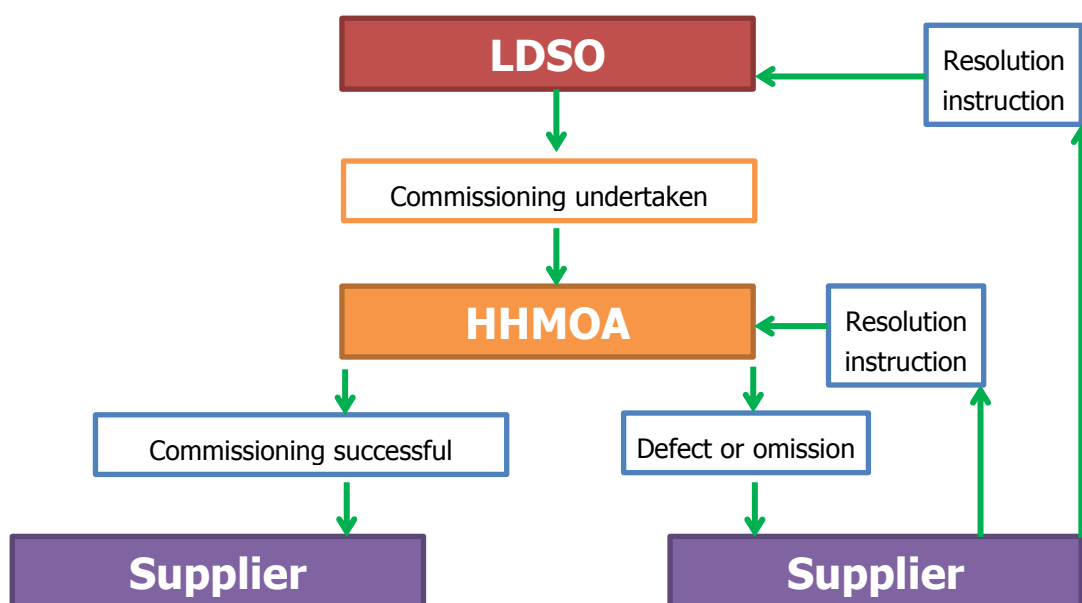 LDSO
Resolution
instruction
Commissioning undertaken
HHMOA
Resolution
instruction
Commissioning successful
Defect or omission
Supplier
Supplier